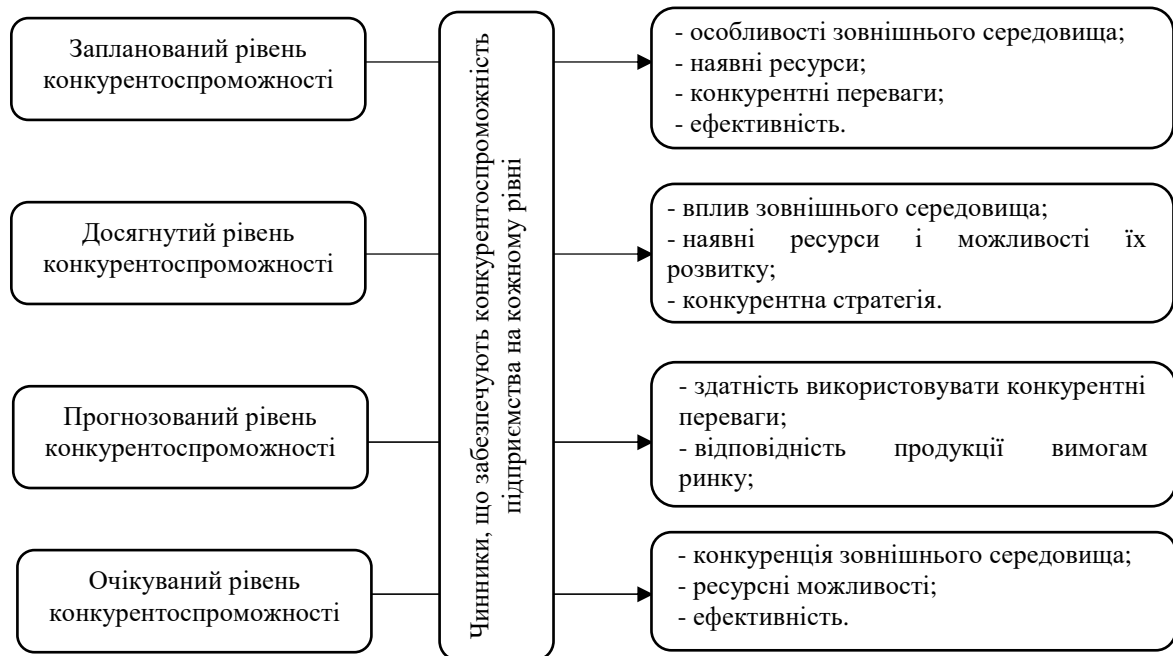 Запланований рівень
конкурентоспроможності
- особливості зовнішнього середовища;
- наявні ресурси;
- конкурентні переваги;
- ефективність.
Досягнутий рівень
конкурентоспроможності
- вплив зовнішнього середовища;
- наявні ресурси і можливості їх
розвитку;
- конкурентна стратегія.
Чинники, що забезпечують конкурентоспроможність
підприємства на кожному рівні
Прогнозований рівень
конкурентоспроможності
- здатність використовувати конкурентні
переваги;
- відповідність продукції вимогам
ринку;
Очікуваний рівень
конкурентоспроможності
- конкуренція зовнішнього середовища;
- ресурсні можливості;
- ефективність.